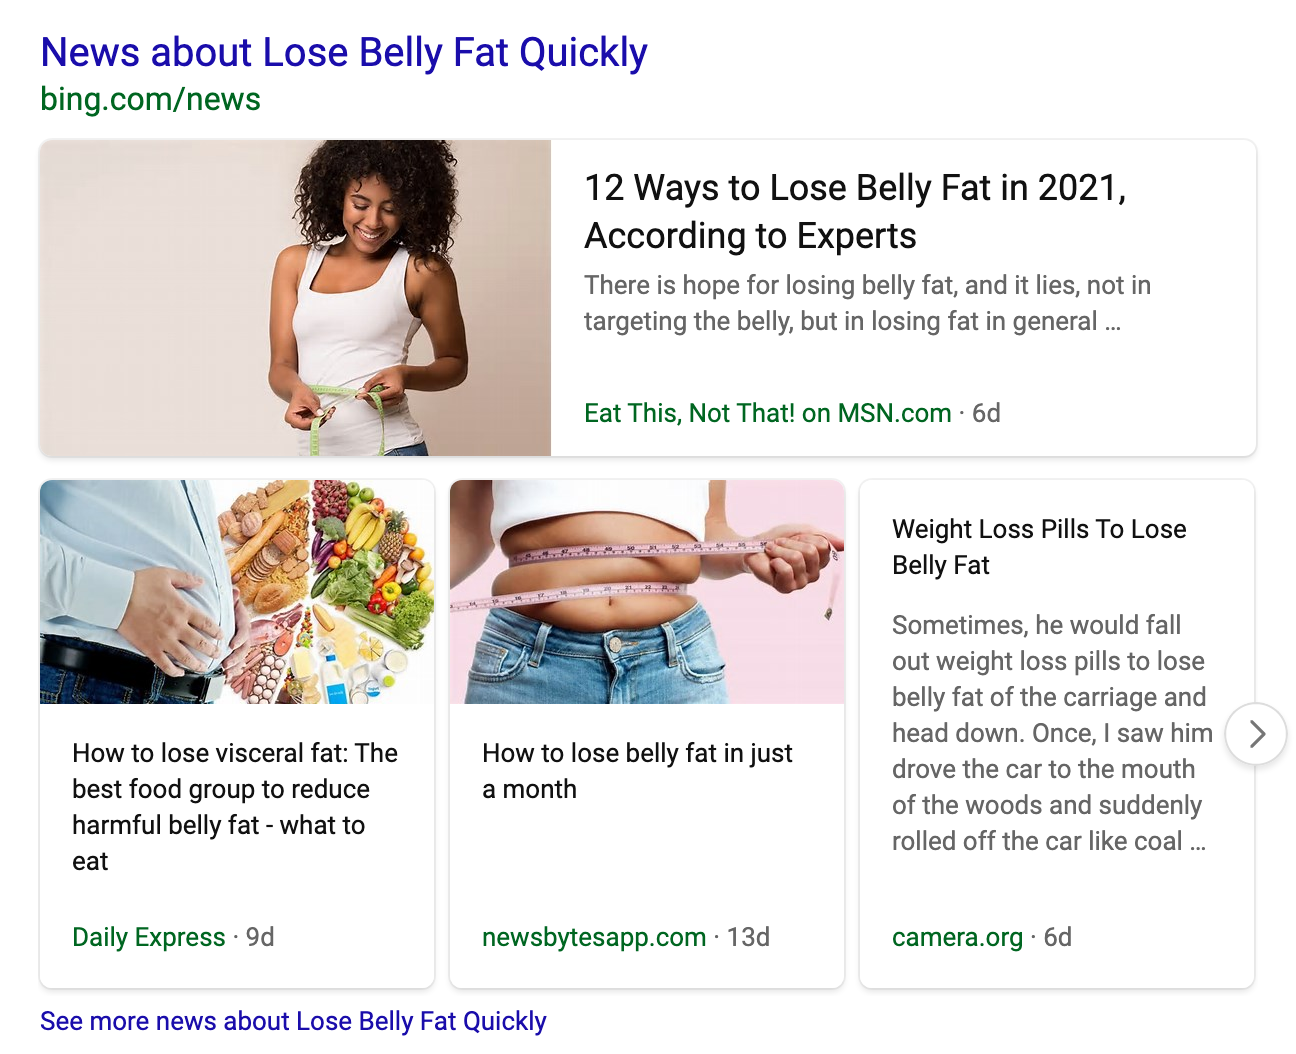 News about Lose Belly Fat Quickly
bing.com/news
12 Ways to Lose Belly Fat in 2021,
According to Experts
There is hope for losing belly fat, and it lies, not in
targeting the belly, but in losing fat in general ...
Eat This, Not That! on MSN.com · 6d
How to lose visceral fat: The
best food group to reduce
harmful belly fat - what to
eat
Daily Express · 9d
How to lose belly fat in just
a month
newsbytesapp.com · 13d
Weight Loss Pills To Lose
Belly Fat
Sometimes, he would fall
out weight loss pills to lose
belly fat of the carriage and
head down. Once, I saw him
drove the car to the mouth
of the woods and suddenly
rolled off the car like coal ...
camera.org · 6d
See more news about Lose Belly Fat Quickly